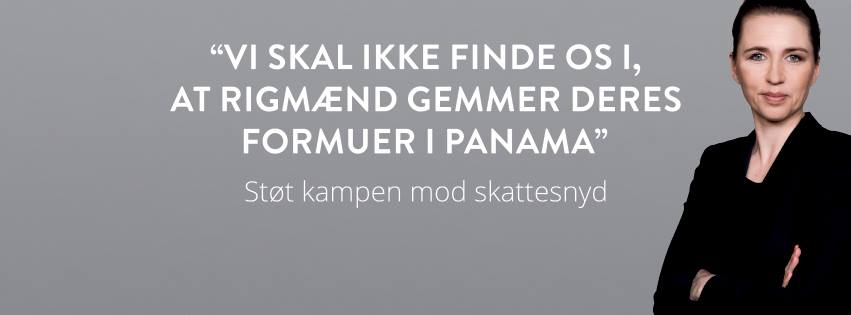 “VI SKAL IKKE FINDE OS I,
AT RIGMÆND GEMMER DERES
FORMUER I PANAMA”
Støt kampen mod skattesnyd